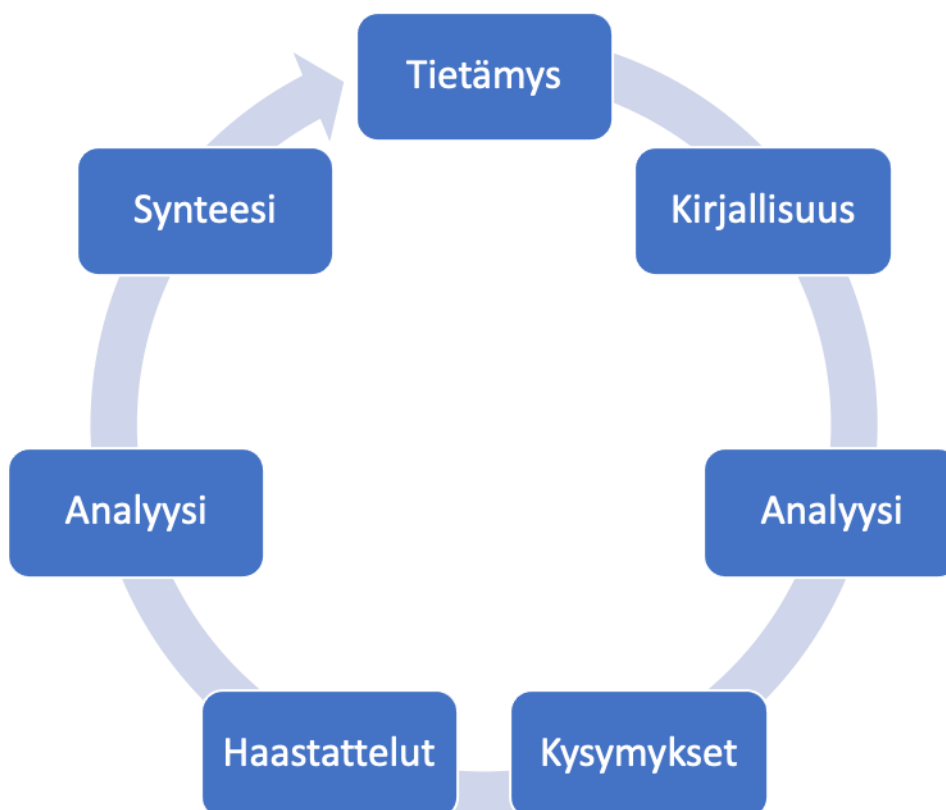 Tietämys
Kirjallisuus
Analyysi
Kysymykset
Haastattelut
Analyysi
Synteesi